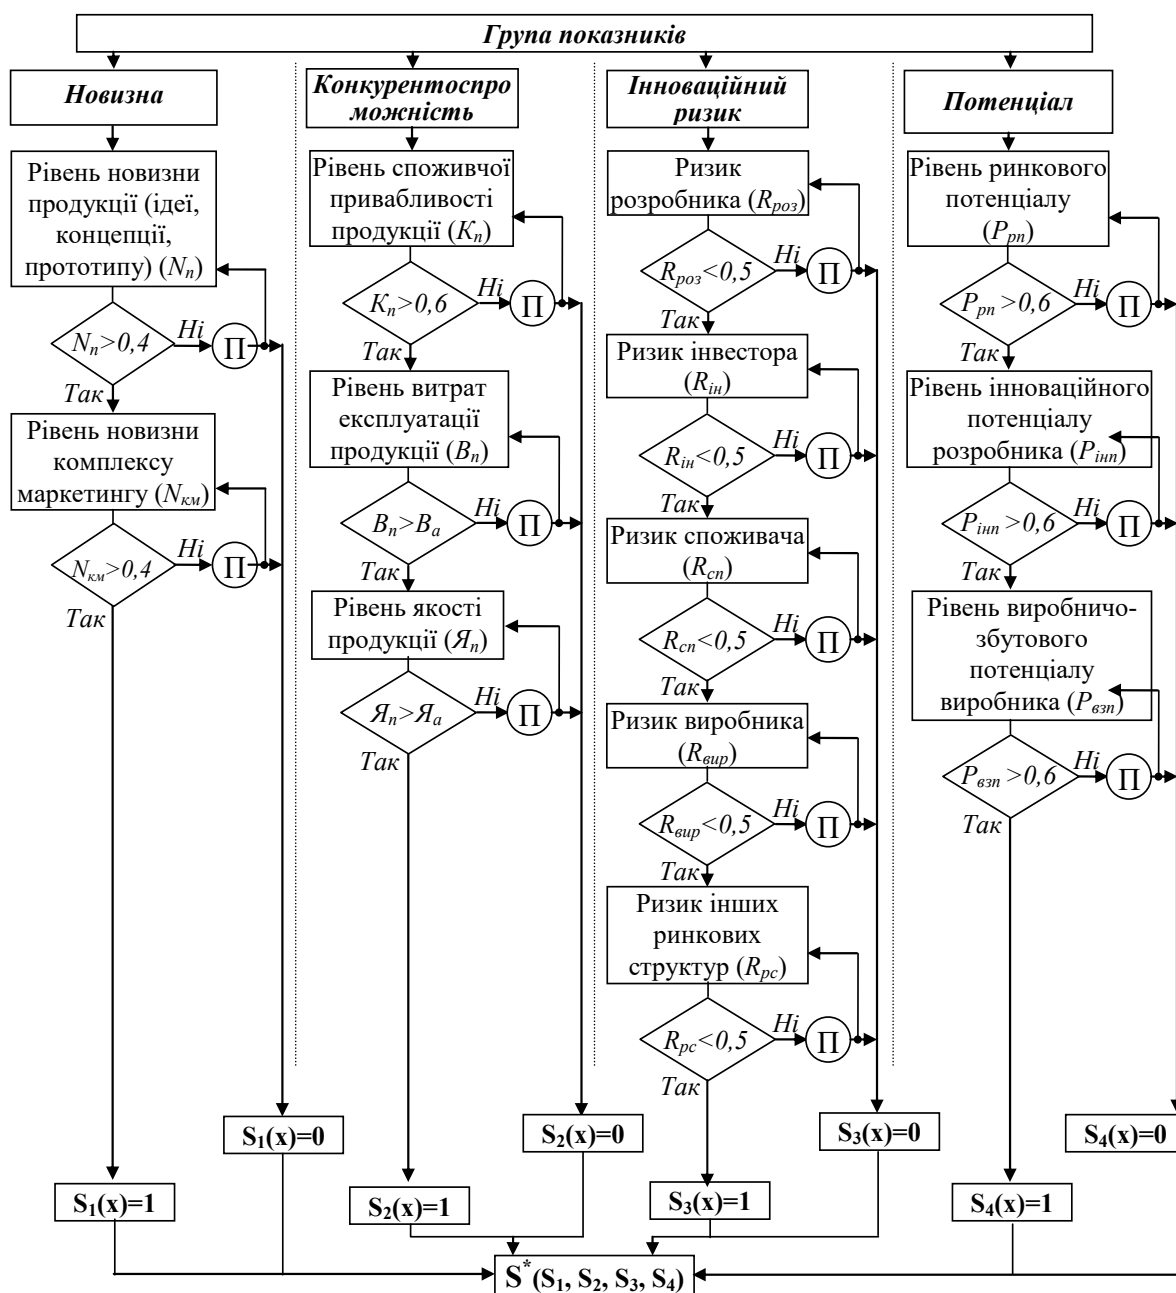 Група показників
Новизна
Рівень новизни
продукції (ідеї,
концепції,
прототипу) (Nп)
Nп>0,4
Ні
П
Так
Рівень новизни
комплексу
маркетингу (Nкм)
Nкм>0,4
Ні
П
Так
S1(x)=0
S1(x)=1
Конкурентоспро
можність
Рівень споживчої
привабливості
продукції (Kп)
Kп>0,6
Ні
П
Так
Рівень витрат
експлуатації
продукції (Bп)
Bп>Bа
Ні
П
Так
Рівень якості
продукції (Яп)
Яп>Яа
Ні
П
Так
S2(x)=0
S2(x)=1
Інноваційний
ризик
Ризик
розробника (Rроз)
Rроз<0,5
Ні
П
Так
Ризик інвестора
(Rін)
Rін<0,5
Ні
П
Так
Ризик споживача
(Rсп)
Rсп<0,5
Ні
П
Так
Ризик виробника
(Rвир)
Rвир<0,5
Ні
П
Так
Ризик інших
ринкових
структур (Rрс)
Rрс<0,5
Ні
П
Так
S3(x)=0
S3(x)=1
Потенціал
Рівень ринкового
потенціалу
(Pрп)
Pрп>0,6
Ні
П
Так
Рівень інноваційного
потенціалу
розробника (Pінп)
Pінп>0,6
Ні
П
Так
Рівень виробничо-
збутового
потенціалу
виробника (Pвзп)
Pвзп>0,6
Ні
П
Так
S4(x)=0
S4(x)=1
S*(S1, S2, S3, S4)